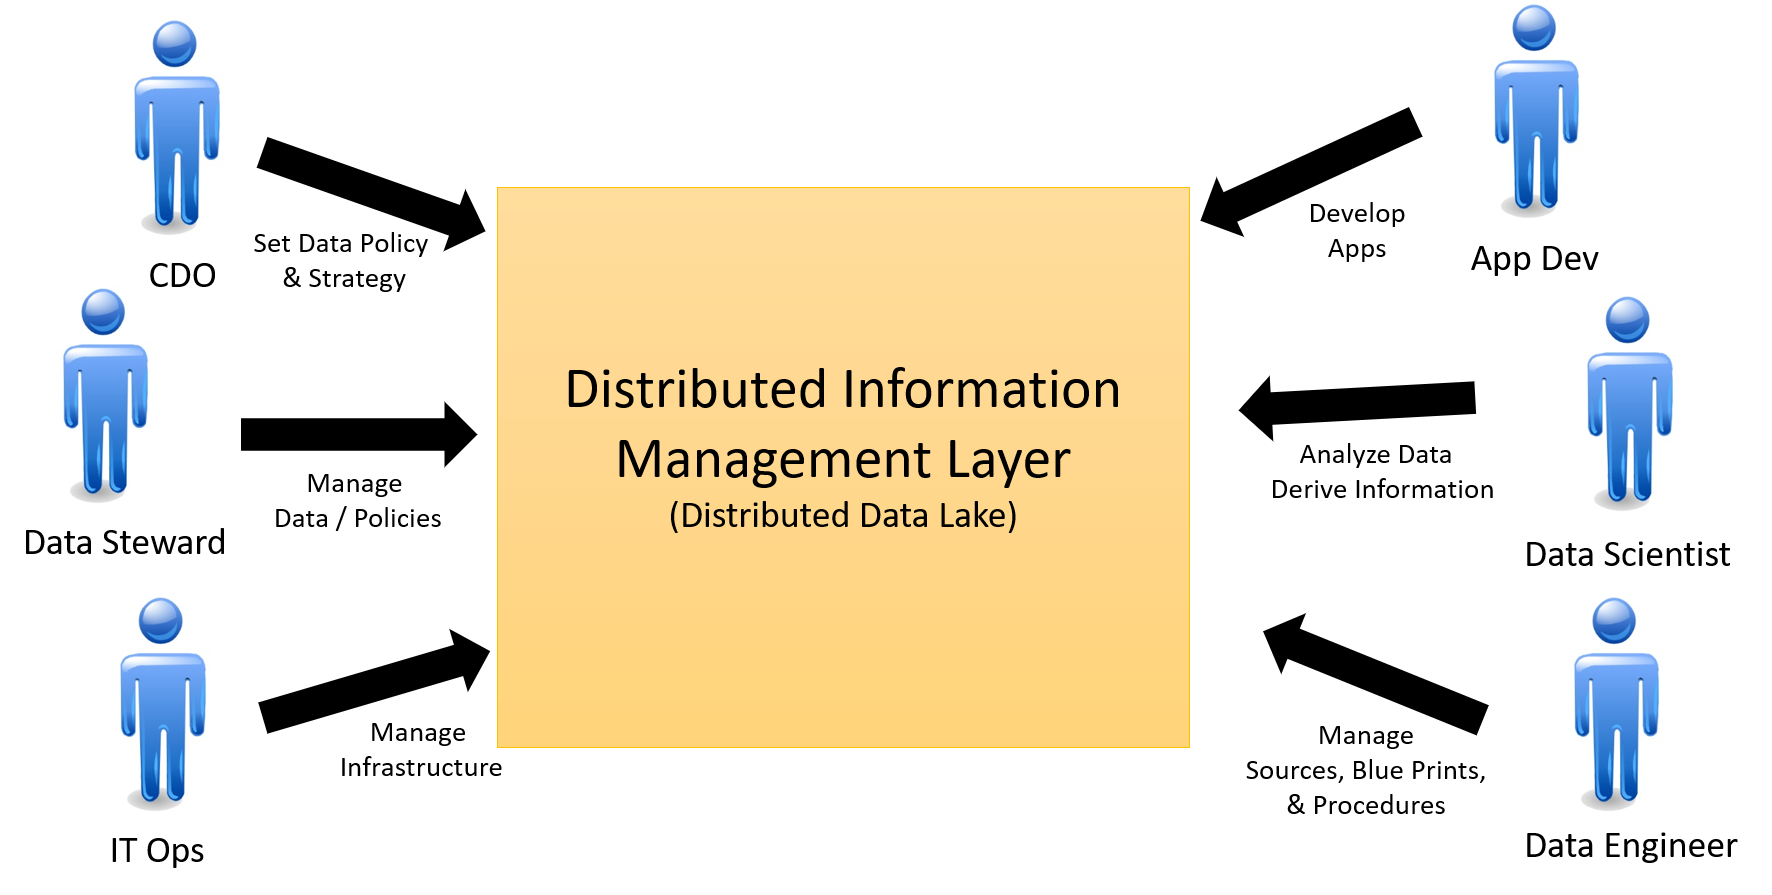 CDO
Set Data Policy
& Strategy
Data Steward
Manage
Data / Policies
IT Ops
Manage
Infrastructure
Distributed Information
Management Layer
(Distributed Data Lake)
Develop
Apps
App Dev
Analyze Data
Derive Information
Data Scientist
Manage
Sources, Blue Prints,
& Procedures
Data Engineer